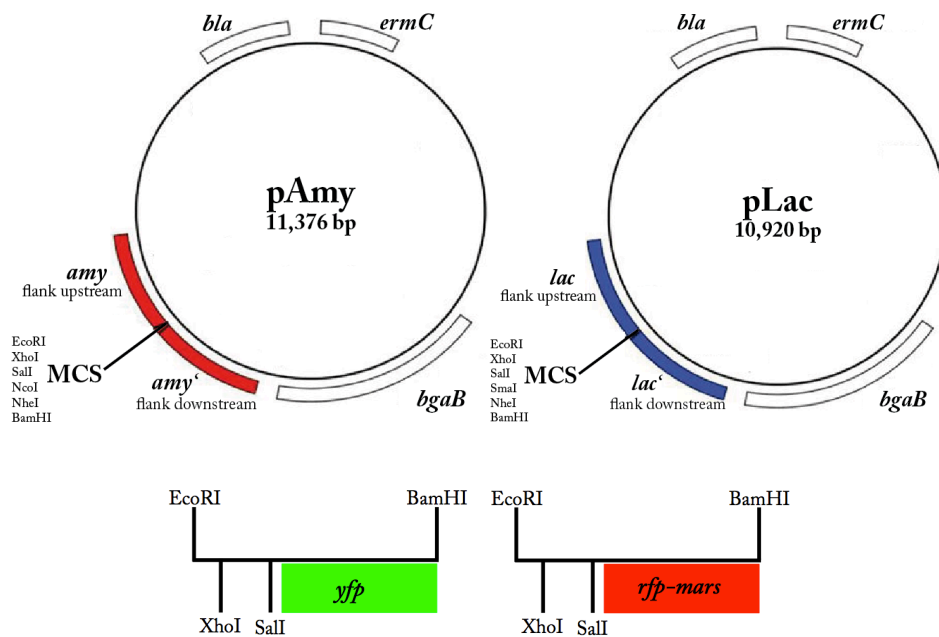 bla
ermC
pAmy
11,376 bp
amy
flank upstream
EcoRI
XhoI
SalI
NcoI
NheI
BamHI
MCS
amy‘
flank downstream
bgaB
bla
ermC
pLac
10,920 bp
lac
flank upstream
EcoRI
XhoI
SalI
SmaI
NheI
BamHI
MCS
lac‘
flank downstream
bgaB
EcoRI
BamHI
yfp
XhoI
SalI
EcoRI
BamHI
rfp-mars
XhoI
SalI